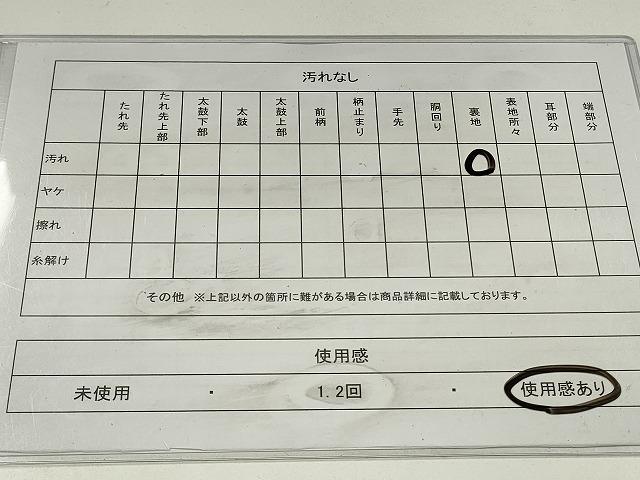 汚れなし
たれ先 たれ先上部 太鼓下部 太鼓 太鼓上部 前柄 柄止まり 手先 胴回り 裏地 表地所々 耳部分 端部分
汚れ ○
ヤケ
擦れ
糸解け
その他 ※上記以外の箇所に難がある場合は商品詳細に記載しております。
使用感
未使用 ・ 1.2回 ・ 使用感あり